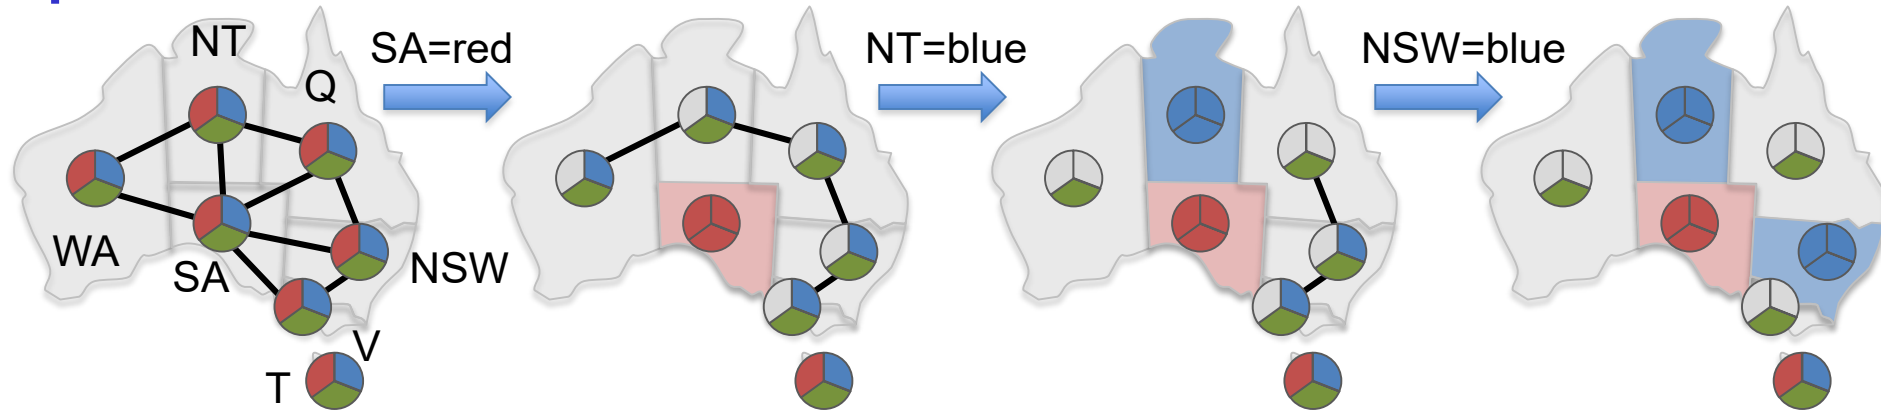 NT
SA=red
NT=blue
NSW=blue
Q
WA
SA
NSW
V
T